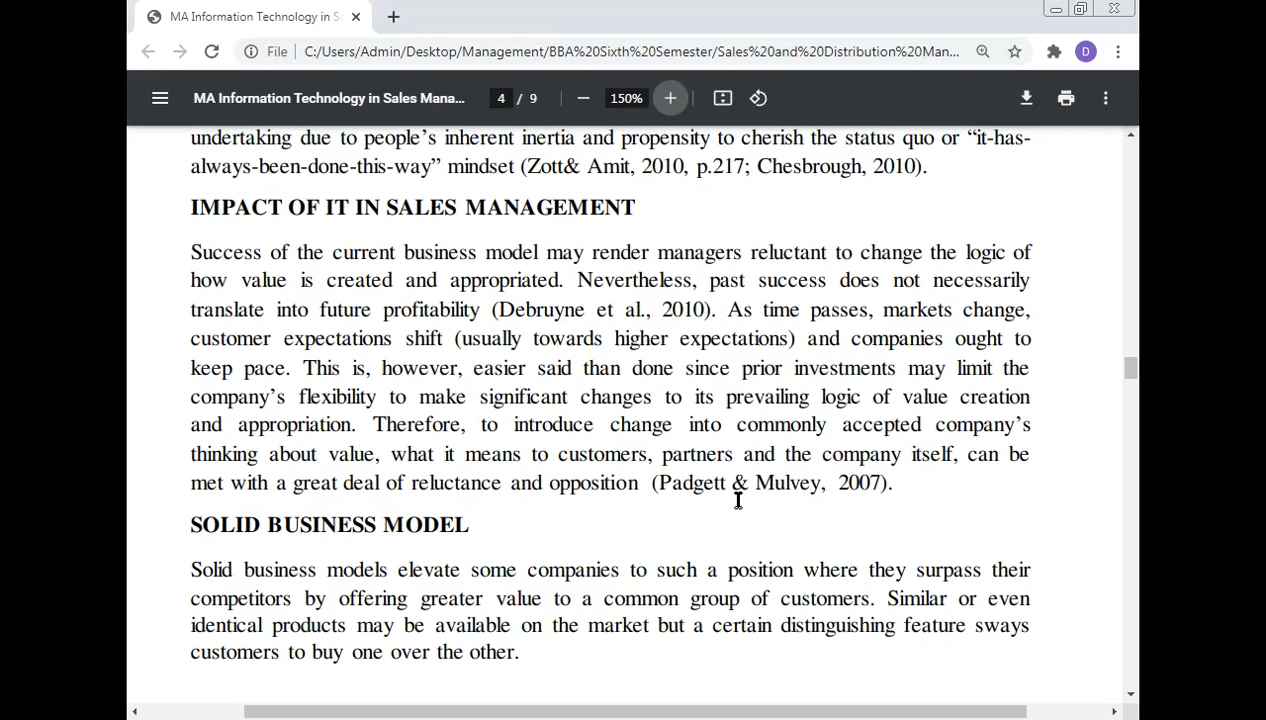 MA Information Technology in S
File C:/Users/Admin/Desktop/Management/BBA%20Sixth%20Semester/Sales%20and%20Distribution%20Man... D
MA Information Technology in Sales Mana... 4 / 9 150%
undertaking due to people’s inherent inertia and propensity to cherish the status quo or “it-has-
always-been-done-this-way” mindset (Zott& Amit, 2010, p.217; Chesbrough, 2010).
IMPACT OF IT IN SALES MANAGEMENT
Success of the current business model may render managers reluctant to change the logic of
how value is created and appropriated. Nevertheless, past success does not necessarily
translate into future profitability (Debruyne et al., 2010). As time passes, markets change,
customer expectations shift (usually towards higher expectations) and companies ought to
keep pace. This is, however, easier said than done since prior investments may limit the
company’s flexibility to make significant changes to its prevailing logic of value creation
and appropriation. Therefore, to introduce change into commonly accepted company’s
thinking about value, what it means to customers, partners and the company itself, can be
met with a great deal of reluctance and opposition (Padgett & Mulvey, 2007).
SOLID BUSINESS MODEL
Solid business models elevate some companies to such a position where they surpass their
competitors by offering greater value to a common group of customers. Similar or even
identical products may be available on the market but a certain distinguishing feature sways
customers to buy one over the other.